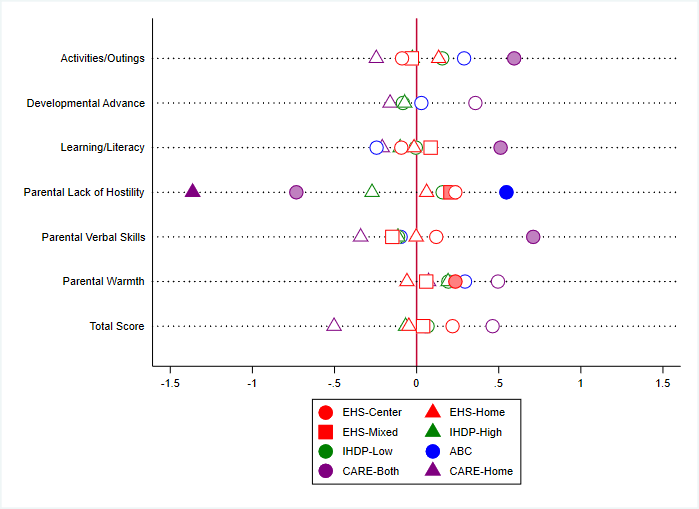 Activities/Outings
Developmental Advance
Learning/Literacy
Parental Lack of Hostility
Parental Verbal Skills
Parental Warmth
Total Score
-1.5 -1 -.5 0 .5 1 1.5
EHS-Center EHS-Home
EHS-Mixed IHDP-High
IHDP-Low ABC
CARE-Both CARE-Home